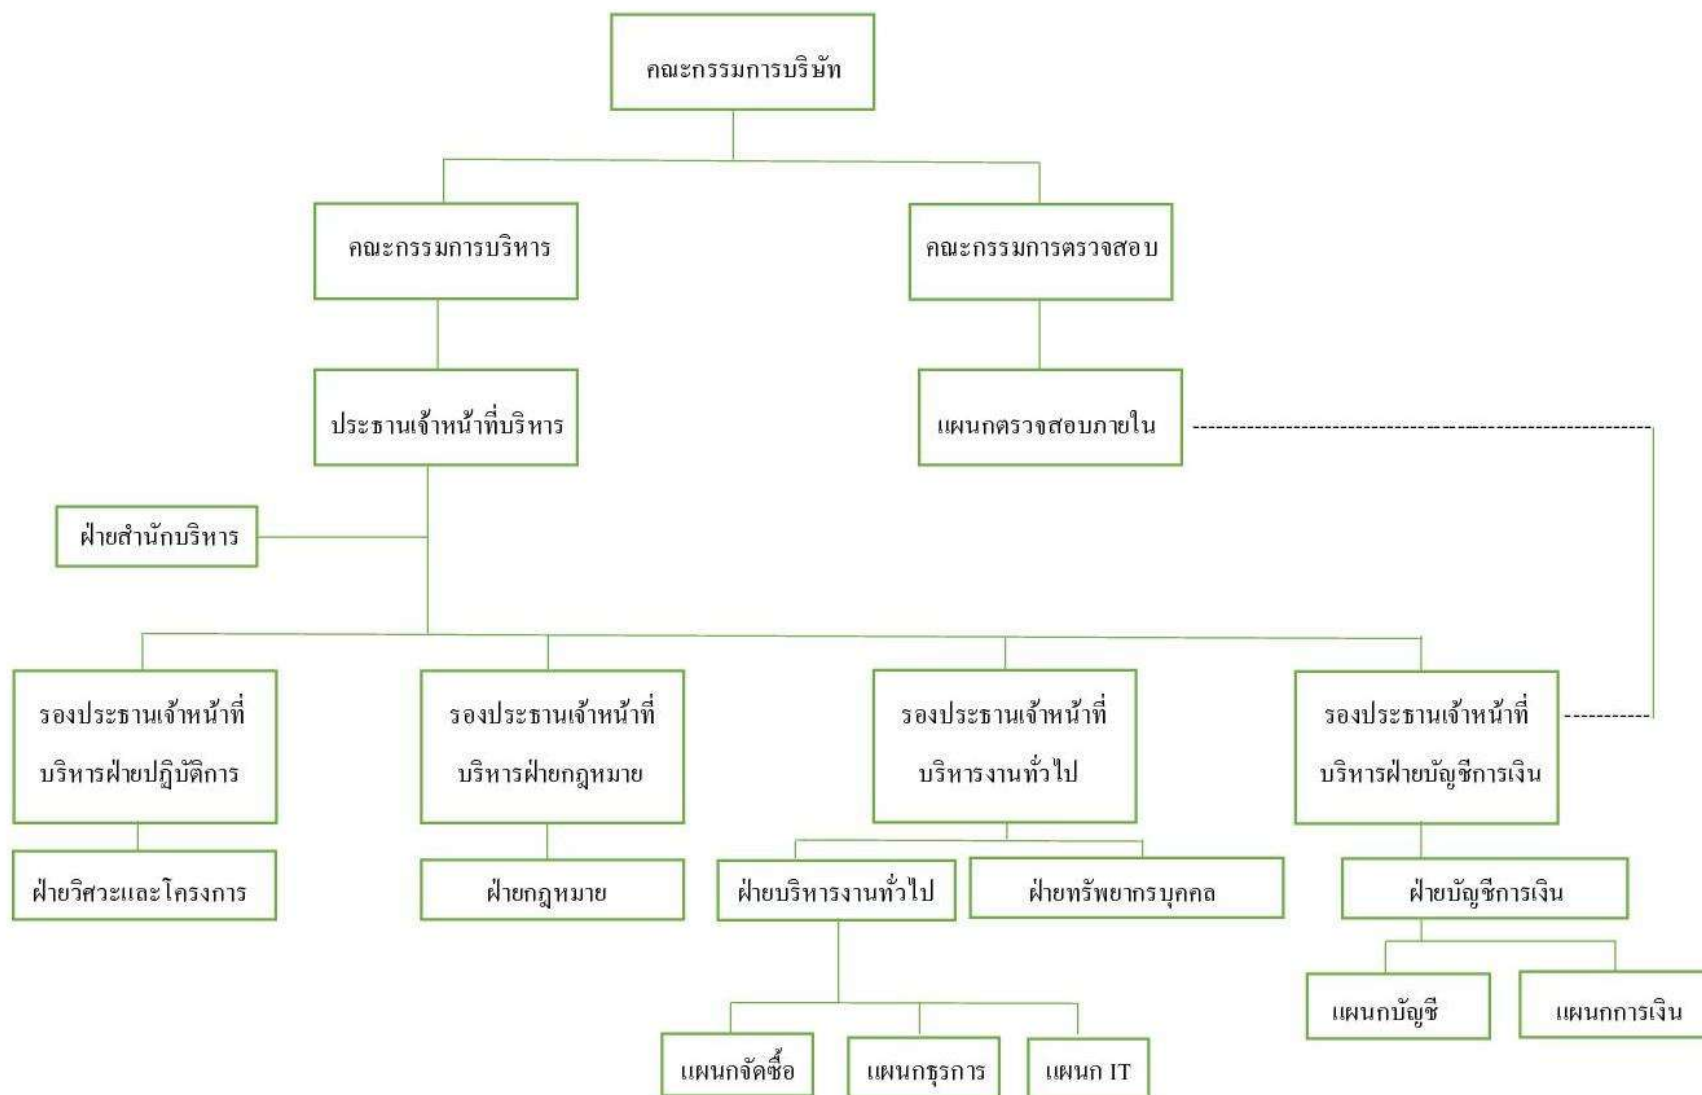 คณะกรรมการบริษัท
คณะกรรมการบริหาร
คณะกรรมการตรวจสอบ
ประธานเจ้าหน้าที่บริหาร
แผนกตรวจสอบภายใน
ฝ่ายสำนักบริหาร
รองประธานเจ้าหน้าที่
บริหารฝ่ายปฏิบัติการ
รองประธานเจ้าหน้าที่
บริหารฝ่ายกฎหมาย
รองประธานเจ้าหน้าที่
บริหารงานทั่วไป
รองประธานเจ้าหน้าที่
บริหารฝ่ายบัญชีการเงิน
ฝ่ายวิศวะและโครงการ
ฝ่ายกฎหมาย
ฝ่ายบริหารงานทั่วไป
ฝ่ายทรัพยากรบุคคล
ฝ่ายบัญชีการเงิน
แผนกบัญชี
แผนกการเงิน
แผนกจัดซื้อ
แผนกธุรการ
แผนก IT